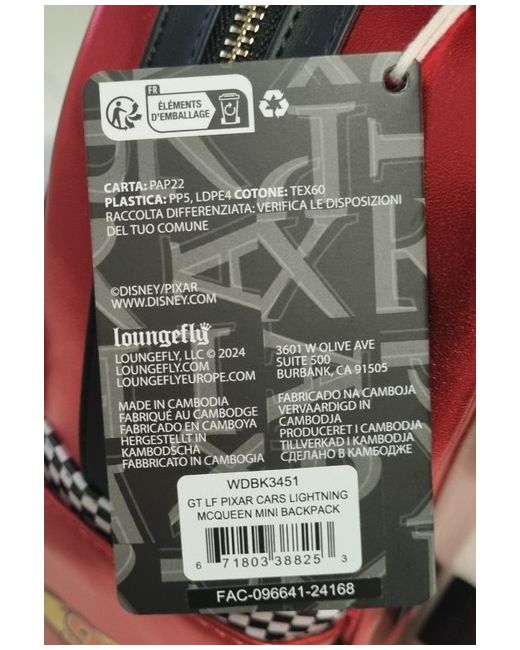 FR
ÉLÉMENTS
D'EMBALLAGE
CARTA: PAP22
PLASTICA: PP5, LDPE4 COTONE: TEX60
RACCOLTA DIFFERENZIATA: VERIFICA LE DISPOSIZIONI
DEL TUO COMUNE
©DISNEY/PIXAR
WWW.DISNEY.COM
loungefly
LOUNGEFLY, LLC © 2024
LOUNGEFLY.COM
LOUNGEFLYEUROPE.COM
3601 W OLIVE AVE
SUITE 500
BURBANK, CA 91505
MADE IN CAMBODIA
FABRIQUÉ AU CAMBODGE
FABRICADO EN CAMBOYA
HERGESTELLT IN
KAMBODSCHA
FABBRICATO IN CAMBOGIA
FABRICADO NA CAMBOJA
VERVAARDIGD IN
CAMBODJA
PRODUCERET I CAMBODJA
TILLVERKAD I KAMBODJA
СДЕЛАНО В КАМБОДЖЕ
WDBK3451
GT LF PIXAR CARS LIGHTNING
MCQUEEN MINI BACKPACK
6 71803 38825 3
FAC-096641-24168